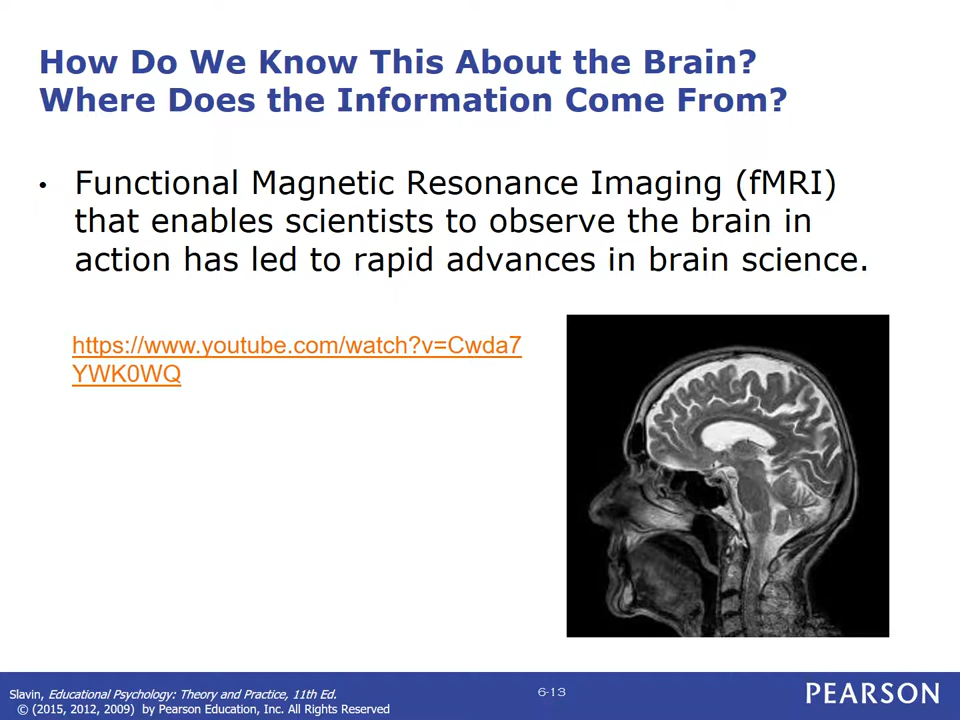 How Do We Know This About the Brain?
Where Does the Information Come From?
• Functional Magnetic Resonance Imaging (fMRI)
that enables scientists to observe the brain in
action has led to rapid advances in brain science.
https://www.youtube.com/watch?v=Cwda7
YWK0WQ
Slavin, Educational Psychology: Theory and Practice, 11th Ed.
© (2015, 2012, 2009) by Pearson Education, Inc. All Rights Reserved
6-13
PEARSON